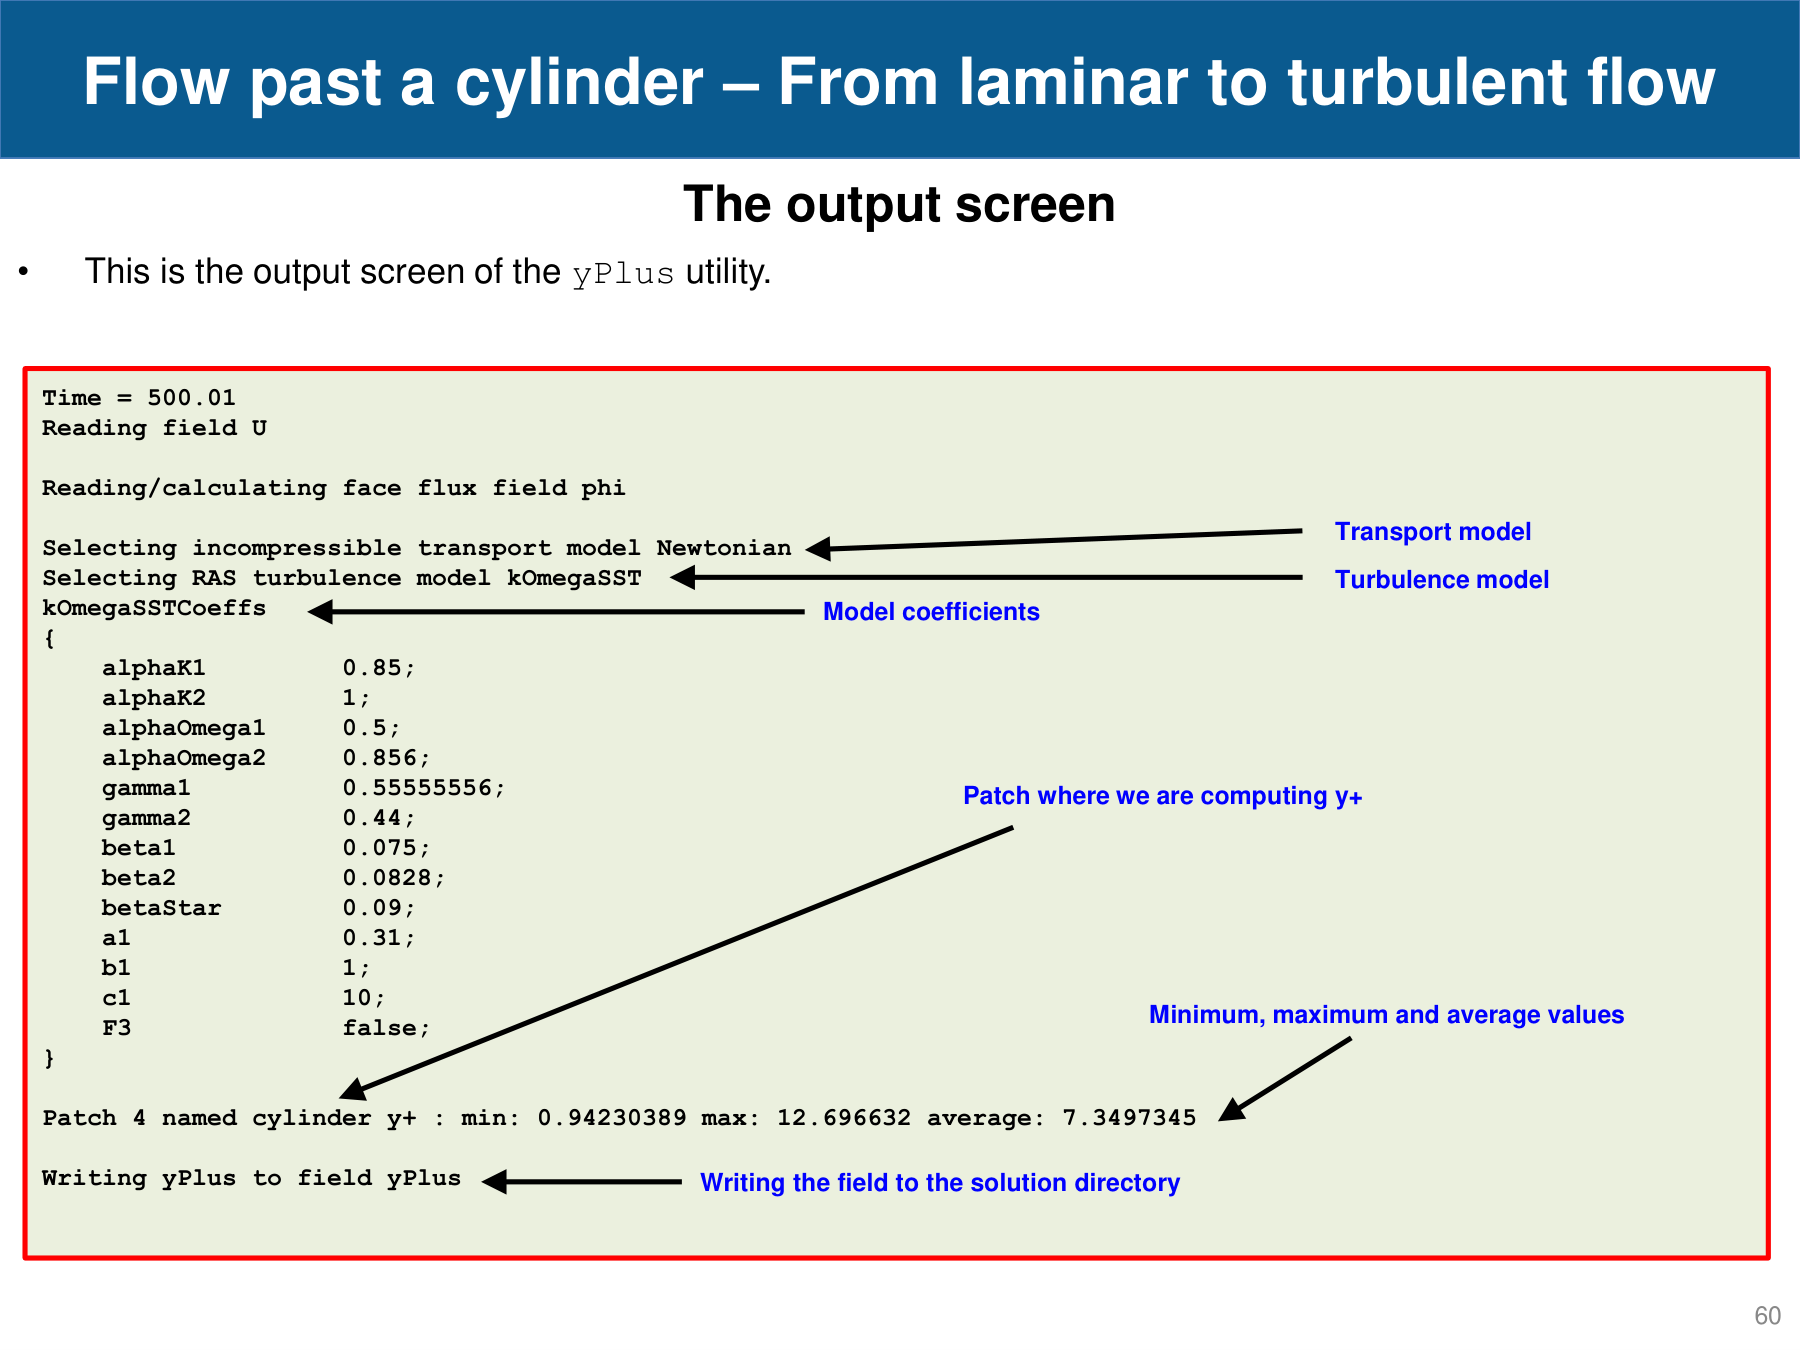 Flow past a cylinder – From laminar to turbulent flow
The output screen
• This is the output screen of the yPlus utility.
Time = 500.01
Reading field U
Reading/calculating face flux field phi
Transport model
Selecting incompressible transport model Newtonian
Selecting RAS turbulence model kOmegaSST
Turbulence model
kOmegaSSTCoeffs
Model coefficients
{
alphaK1 0.85;
alphaK2 1;
alphaOmega1 0.5;
alphaOmega2 0.856;
gamma1 0.55555556;
Patch where we are computing y+
gamma2 0.44;
beta1 0.075;
beta2 0.0828;
betaStar 0.09;
a1 0.31;
b1 1;
c1 10;
Minimum, maximum and average values
F3 false;
}
Patch 4 named cylinder y+ : min: 0.94230389 max: 12.696632 average: 7.3497345
Writing yPlus to field yPlus
Writing the field to the solution directory
60